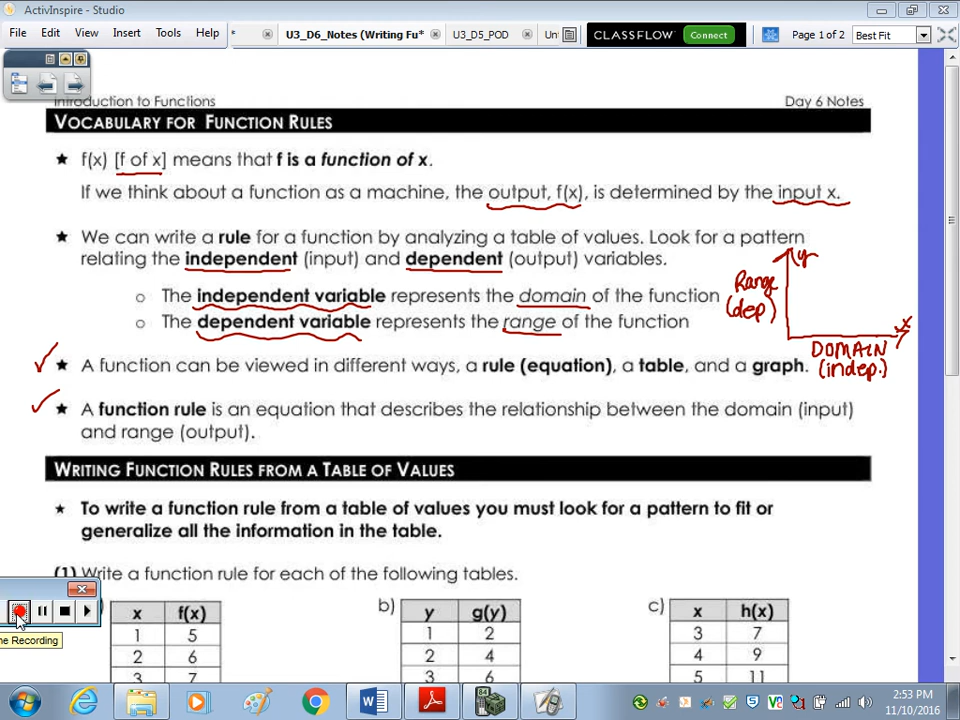 ActivInspire - Studio
File Edit View Insert Tools Help * U3_D6_Notes (Writing Fu* U3_D5_POD Un CLASSFLOW Connect Page 1 of 2 Best Fit
Introduction to Functions Day 6 Notes
VOCABULARY FOR FUNCTION RULES
★ f(x) [f of x] means that f is a function of x.
If we think about a function as a machine, the output, f(x), is determined by the input x.
★ We can write a rule for a function by analyzing a table of values. Look for a pattern
relating the independent (input) and dependent (output) variables.
y
Range
(dep)
x
DOMAIN
(indep.)
o The independent variable represents the domain of the function
o The dependent variable represents the range of the function
★ A function can be viewed in different ways, a rule (equation), a table, and a graph.
★ A function rule is an equation that describes the relationship between the domain (input)
and range (output).
WRITING FUNCTION RULES FROM A TABLE OF VALUES
★ To write a function rule from a table of values you must look for a pattern to fit or
generalize all the information in the table.
(1) Write a function rule for each of the following tables.
x f(x) b) y g(y) c) x h(x)
1 5 1 2 3 7
2 6 2 4 4 9
3 7 3 6 5 11
ne Recording
2:53 PM
11/10/2016